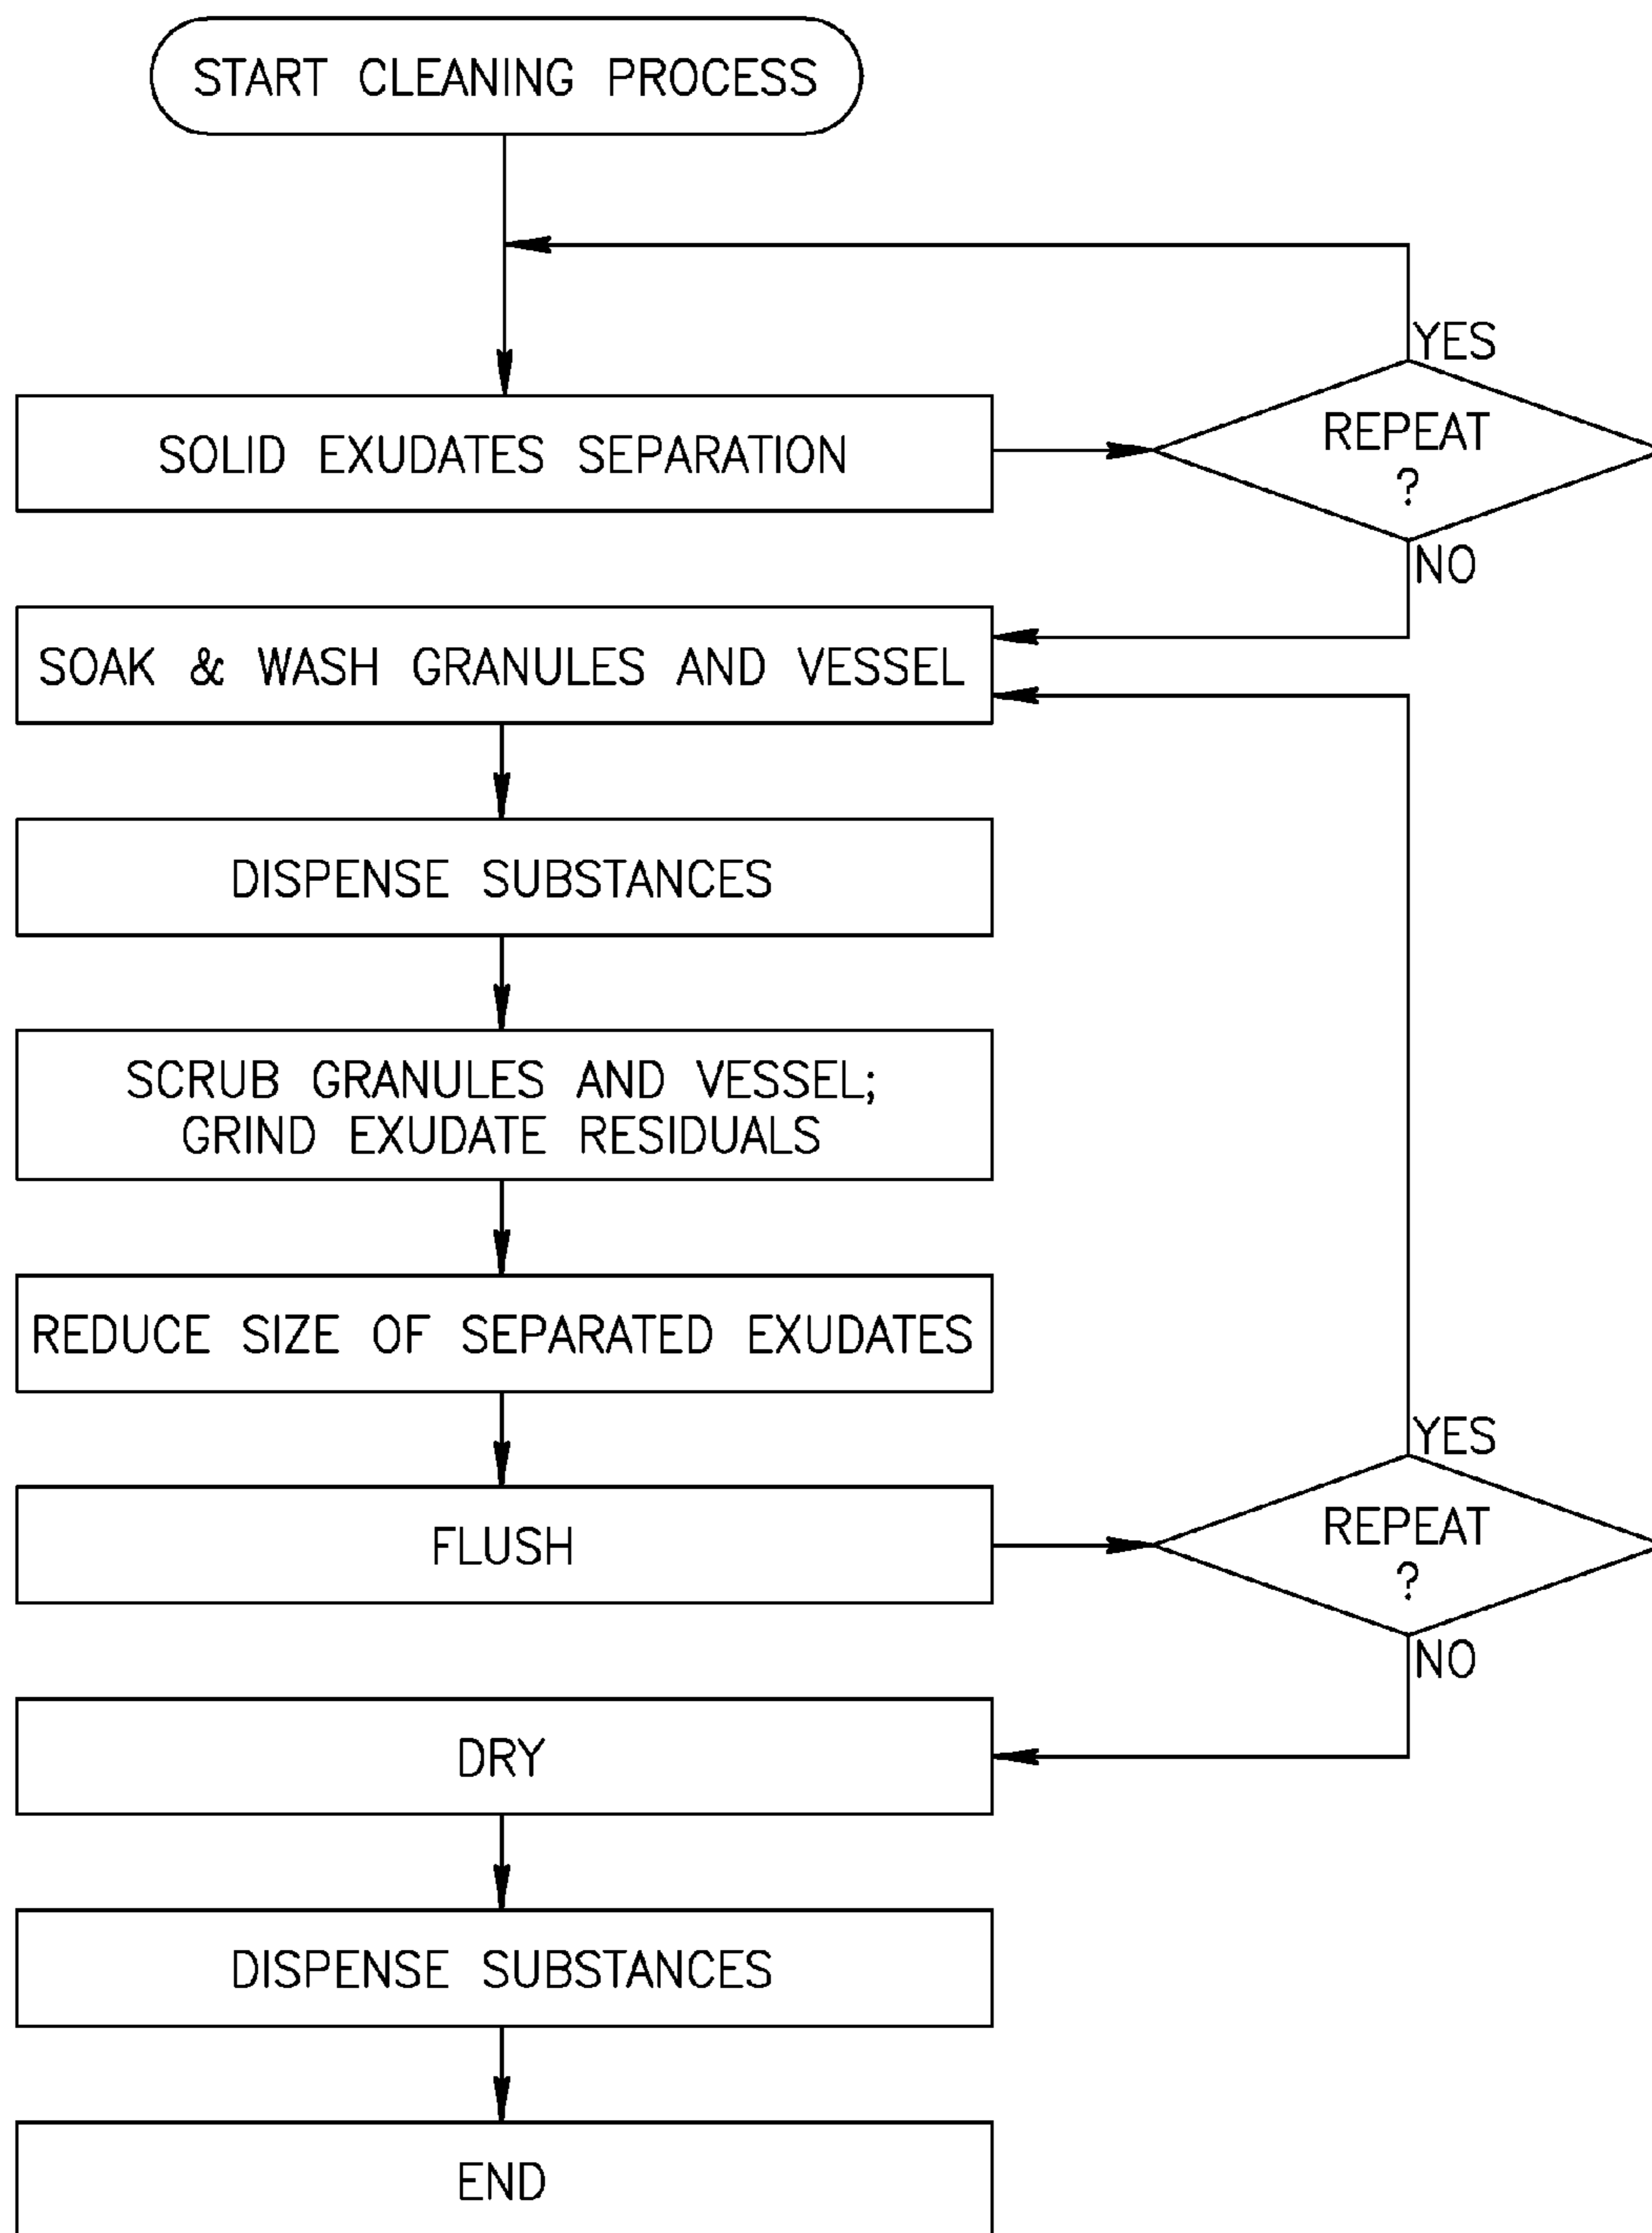 START CLEANING PROCESS
YES
SOLID EXUDATES SEPARATION
REPEAT
?
NO
SOAK & WASH GRANULES AND VESSEL
DISPENSE SUBSTANCES
SCRUB GRANULES AND VESSEL;
GRIND EXUDATE RESIDUALS
REDUCE SIZE OF SEPARATED EXUDATES
YES
FLUSH
REPEAT
?
NO
DRY
DISPENSE SUBSTANCES
END